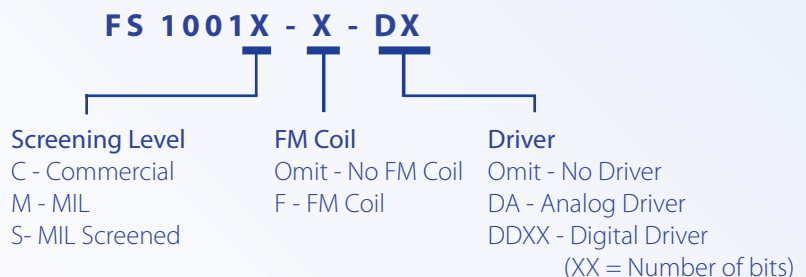 FS 1001X - X - DX
Screening Level
C - Commercial
M - MIL
S- MIL Screened
FM Coil
Omit - No FM Coil
F - FM Coil
Driver
Omit - No Driver
DA - Analog Driver
DDXX - Digital Driver
(XX = Number of bits)